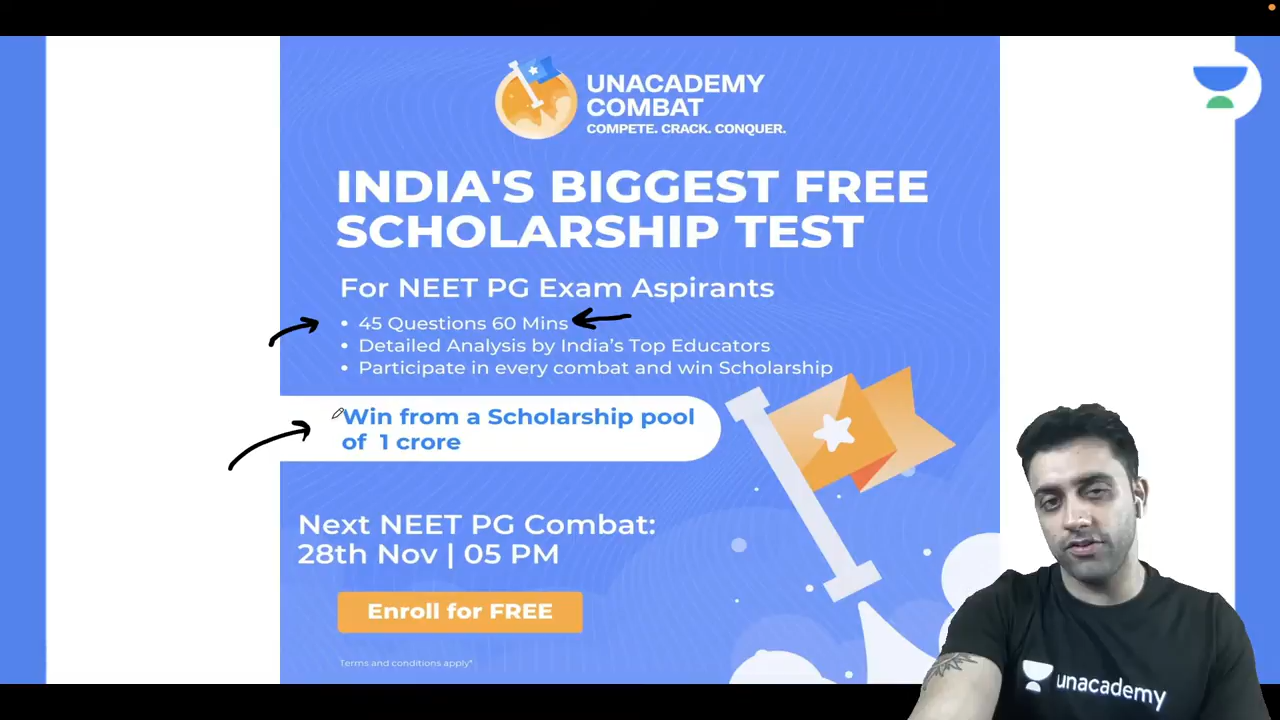 UNACADEMY
COMBAT
COMPETE. CRACK. CONQUER.
INDIA'S BIGGEST FREE
SCHOLARSHIP TEST
For NEET PG Exam Aspirants
• 45 Questions 60 Mins
• Detailed Analysis by India's Top Educators
• Participate in every combat and win Scholarship
Win from a Scholarship pool
of 1 crore
Next NEET PG Combat:
28th Nov | 05 PM
Enroll for FREE
Terms and conditions apply*
unacademy